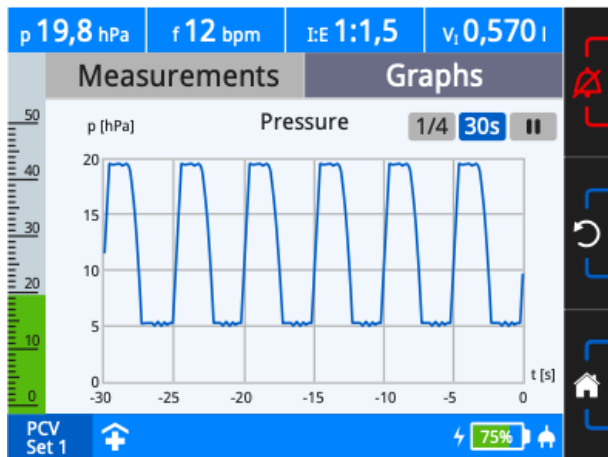 p 19,8 hPa f 12 bpm I:E 1:1,5 VI 0,570 l
Measurements Graphs
50
40
30
20
10
0
p [hPa] Pressure 1/4 30s
20
15
10
5
0
t [s]
-30 -25 -20 -15 -10 -5 0
PCV
Set 1
75%